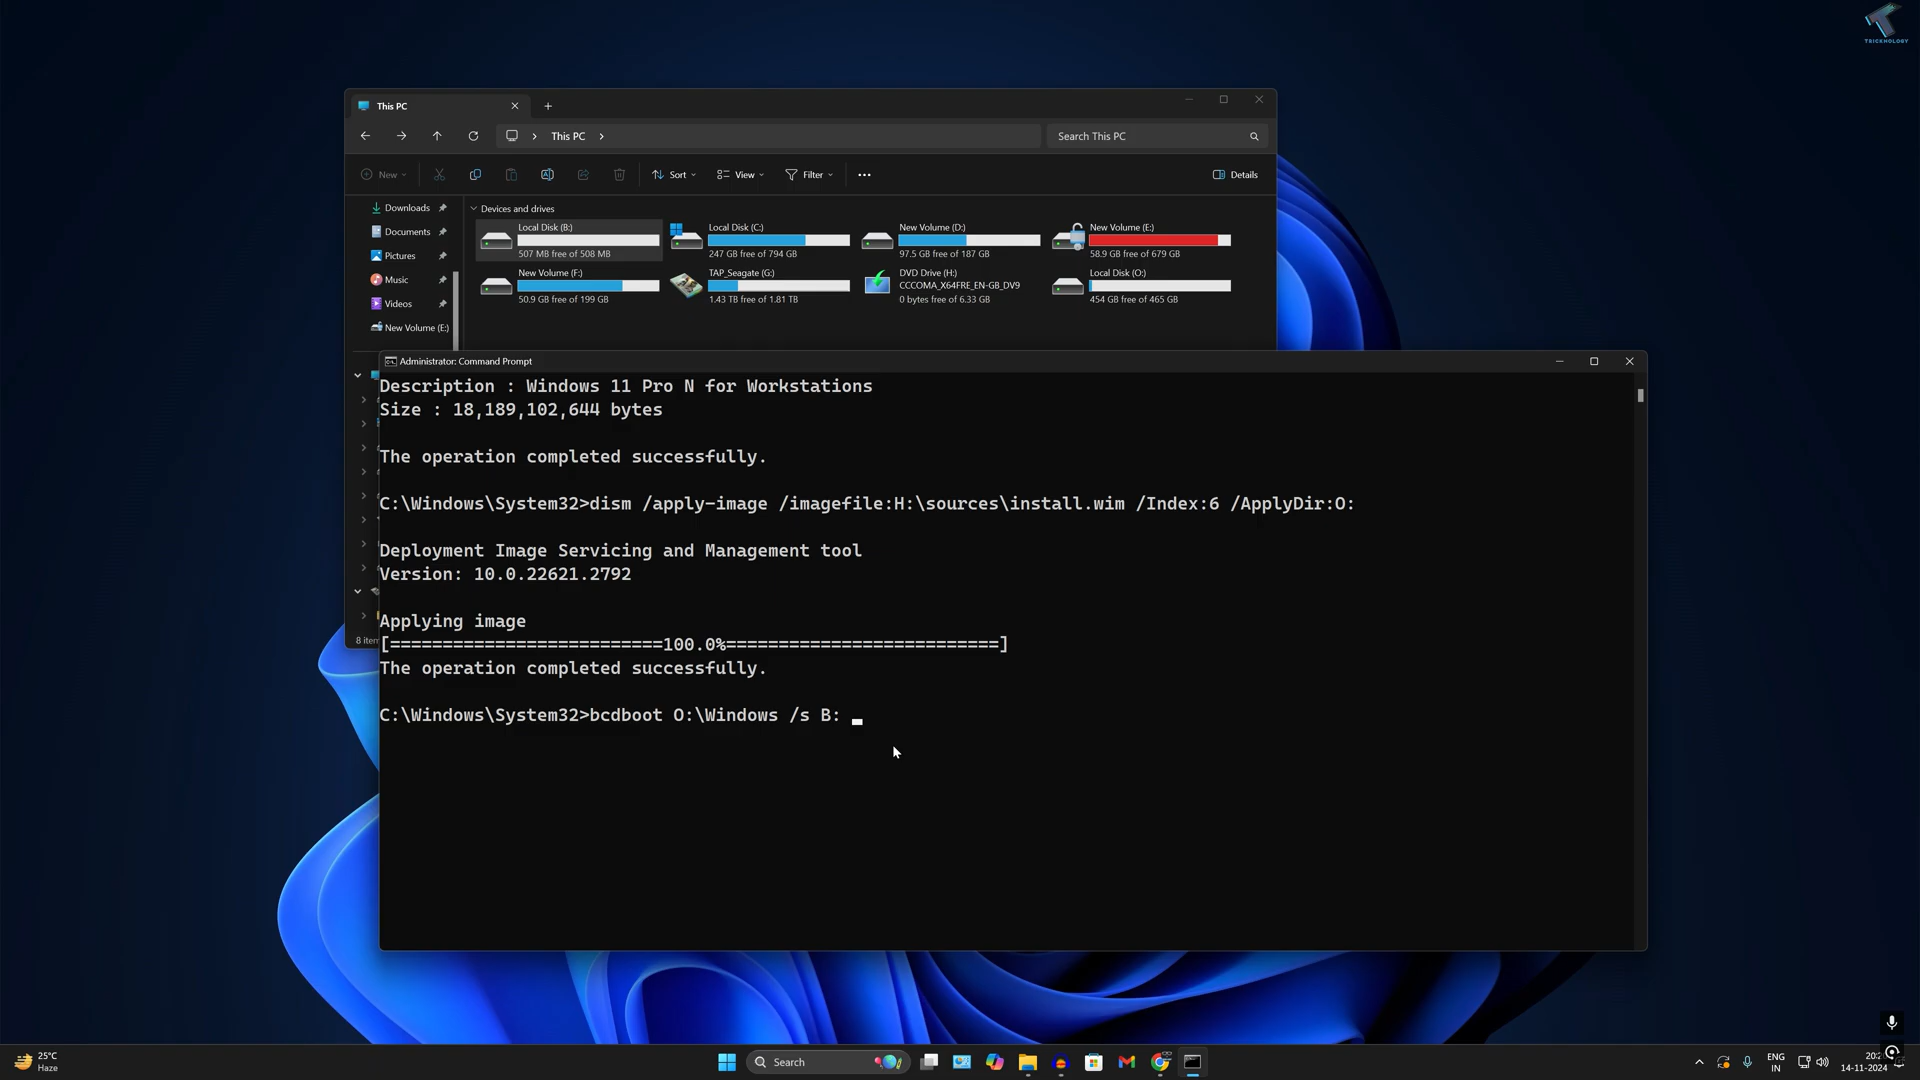 TRICKNOLOGY
This PC
This PC
Search This PC
New
Sort
View
Filter
Details
Downloads
Documents
Pictures
Music
Videos
New Volume (E:)
Devices and drives
Local Disk (B:)
507 MB free of 508 MB
Local Disk (C:)
247 GB free of 794 GB
New Volume (D:)
97.5 GB free of 187 GB
New Volume (E:)
58.9 GB free of 679 GB
New Volume (F:)
50.9 GB free of 199 GB
TAP_Seagate (G:)
1.43 TB free of 1.81 TB
DVD Drive (H:)
CCCOMA_X64FRE_EN-GB_DV9
0 bytes free of 6.33 GB
Local Disk (O:)
454 GB free of 465 GB
8 item
Administrator: Command Prompt
Description : Windows 11 Pro N for Workstations
Size : 18,189,102,644 bytes
The operation completed successfully.
C:\Windows\System32>dism /apply-image /imagefile:H:\sources\install.wim /Index:6 /ApplyDir:O:
Deployment Image Servicing and Management tool
Version: 10.0.22621.2792
Applying image
[==========================100.0%==========================]
The operation completed successfully.
C:\Windows\System32>bcdboot O:\Windows /s B:
25°C
Haze
Search
ENG
IN
20:2
14-11-2024